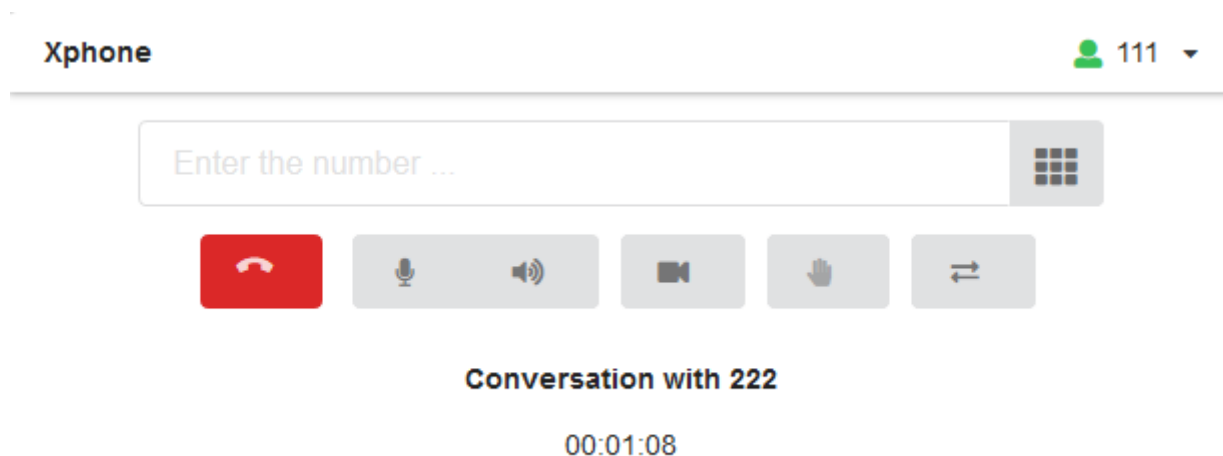 Xphone 111
Enter the number ...
Conversation with 222
00:01:08